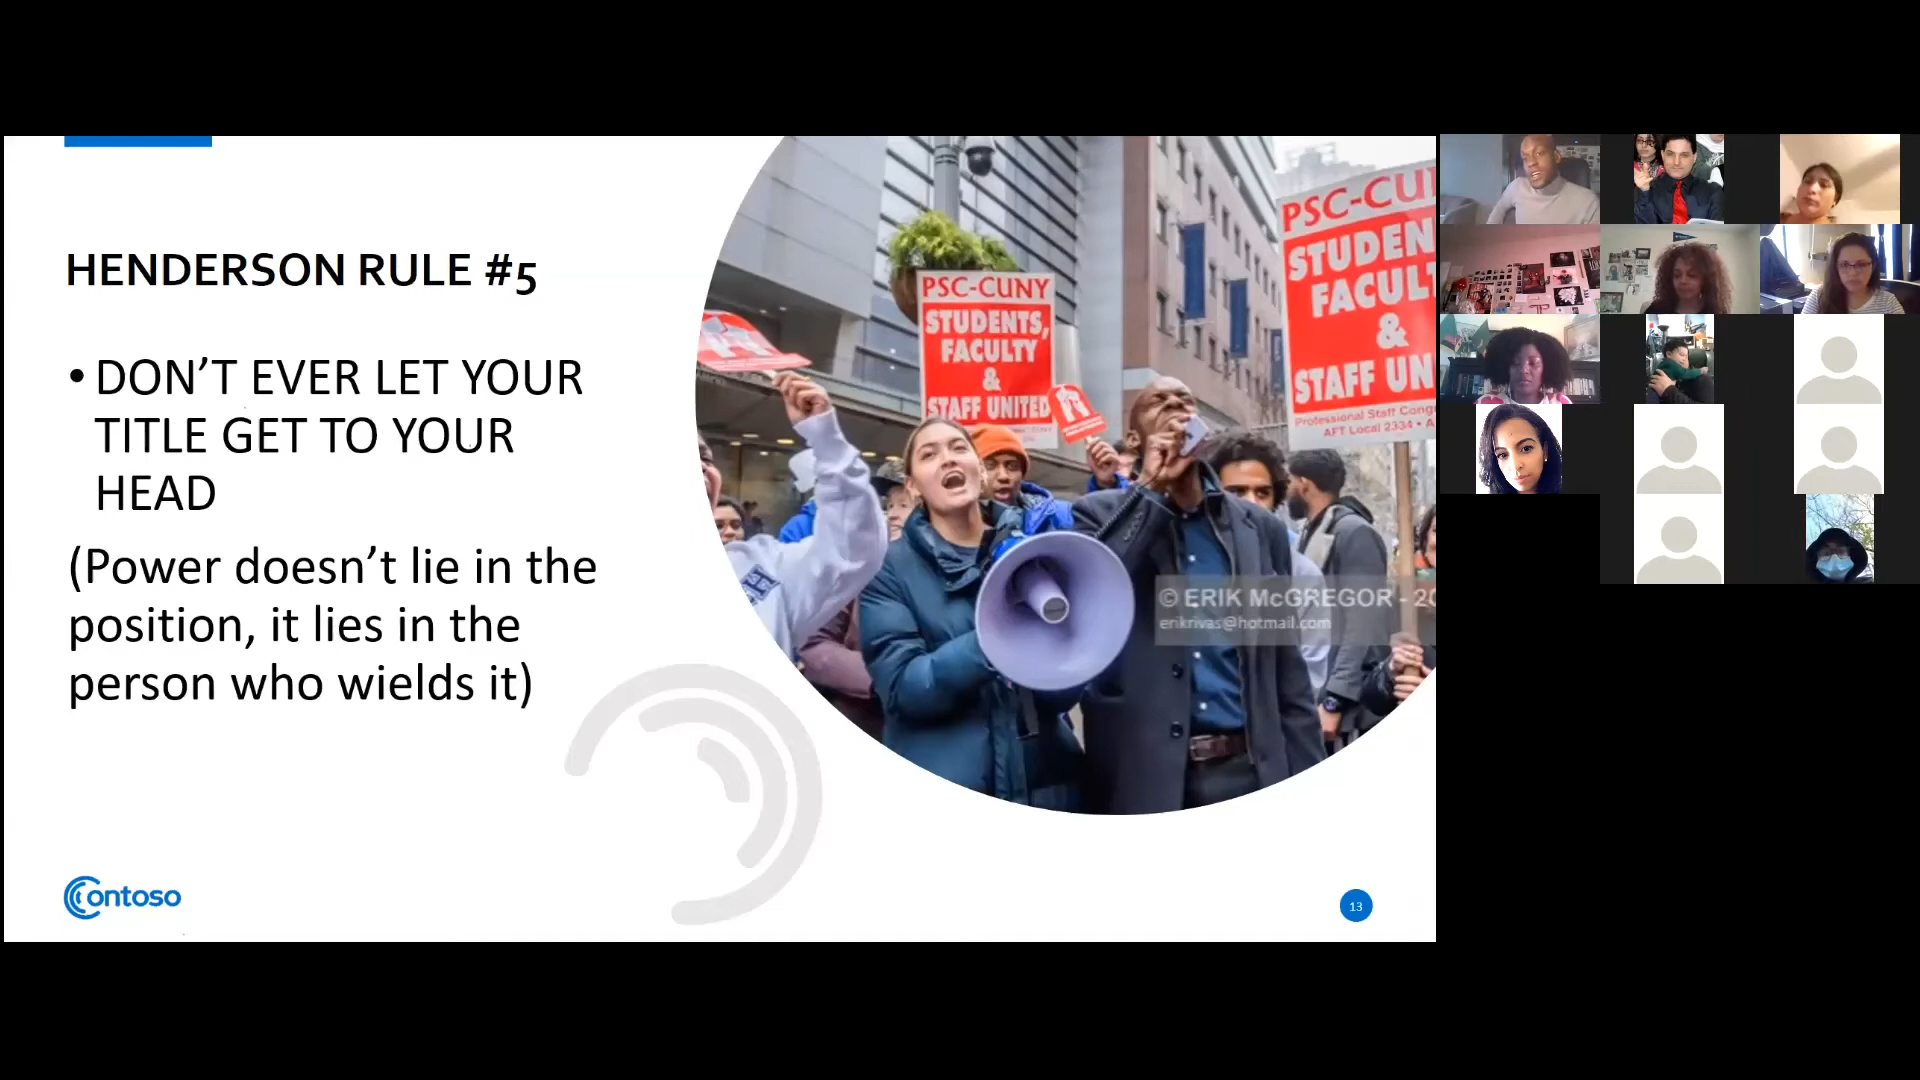 HENDERSON RULE #5
• DON’T EVER LET YOUR
TITLE GET TO YOUR
HEAD
(Power doesn’t lie in the
position, it lies in the
person who wields it)
PSC-CUNY
STUDENTS,
FACULTY
&
STAFF UNITED
PSC-CU
STUDEN
FACUL
&
STAFF UN
Professional Staff Cong
AFT Local 2334 • A
© ERIK McGREGOR - 20
erikrivas@hotmail.com
Contoso
13